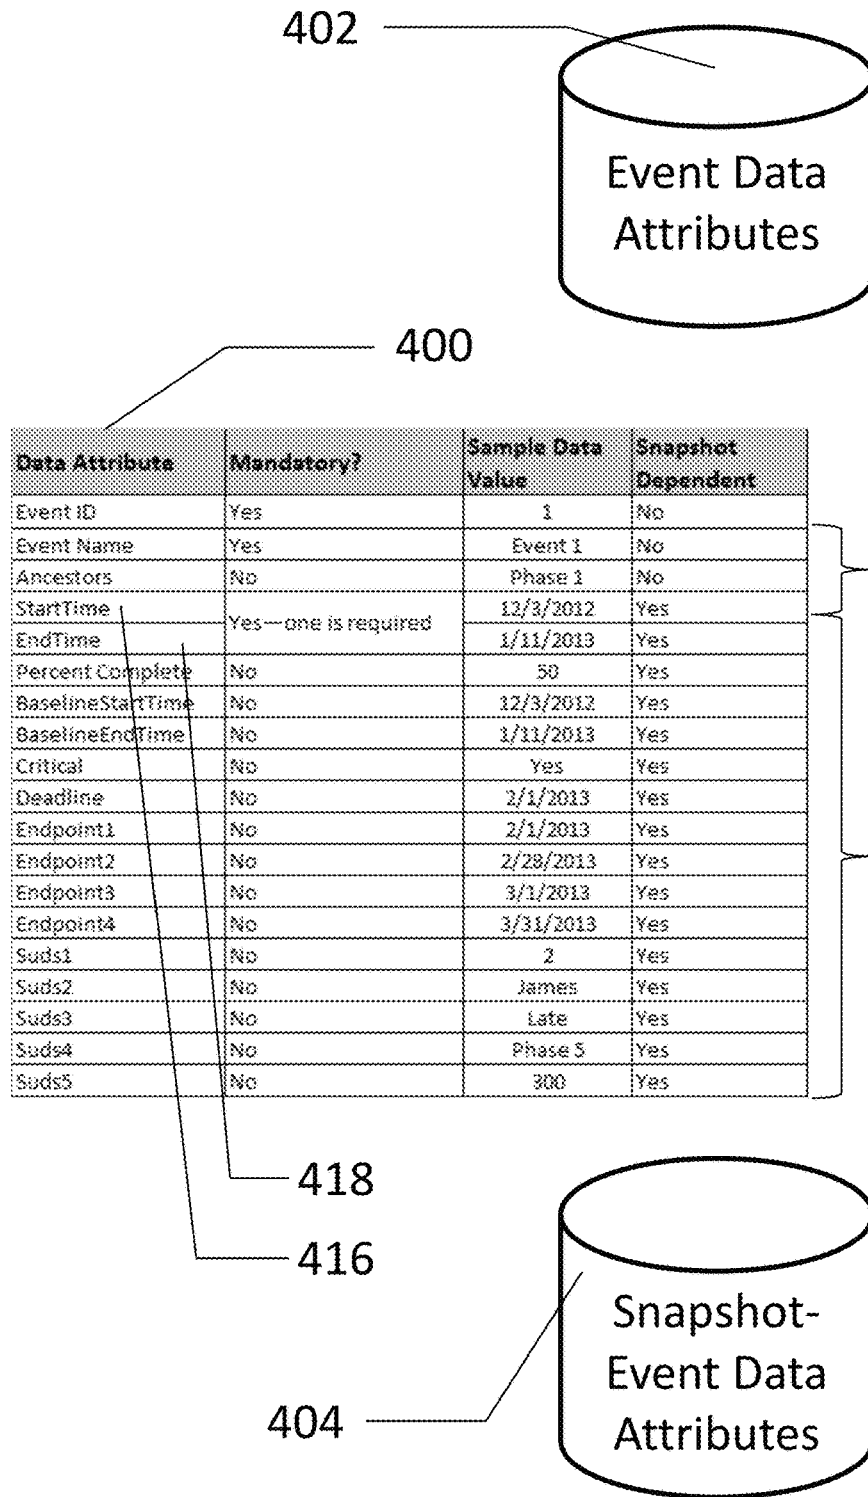 402
Event Data
Attributes
400
Data Attribute Mandatory? Sample Data Value Snapshot Dependent
Event ID Yes 1 No
Event Name Yes Event 1 No
Ancestors No Phase 1 No
StartTime Yes—one is required 12/3/2012 Yes
EndTime 1/11/2013 Yes
Percent Complete No 50 Yes
BaselineStartTime No 12/3/2012 Yes
BaselineEndTime No 1/11/2013 Yes
Critical No Yes Yes
Deadline No 2/1/2013 Yes
Endpoint1 No 2/1/2013 Yes
Endpoint2 No 2/28/2013 Yes
Endpoint3 No 3/1/2013 Yes
Endpoint4 No 3/31/2013 Yes
Suds1 No 2 Yes
Suds2 No James Yes
Suds3 No Late Yes
Suds4 No Phase 5 Yes
Suds5 No 300 Yes
418
416
Snapshot-
Event Data
Attributes
404